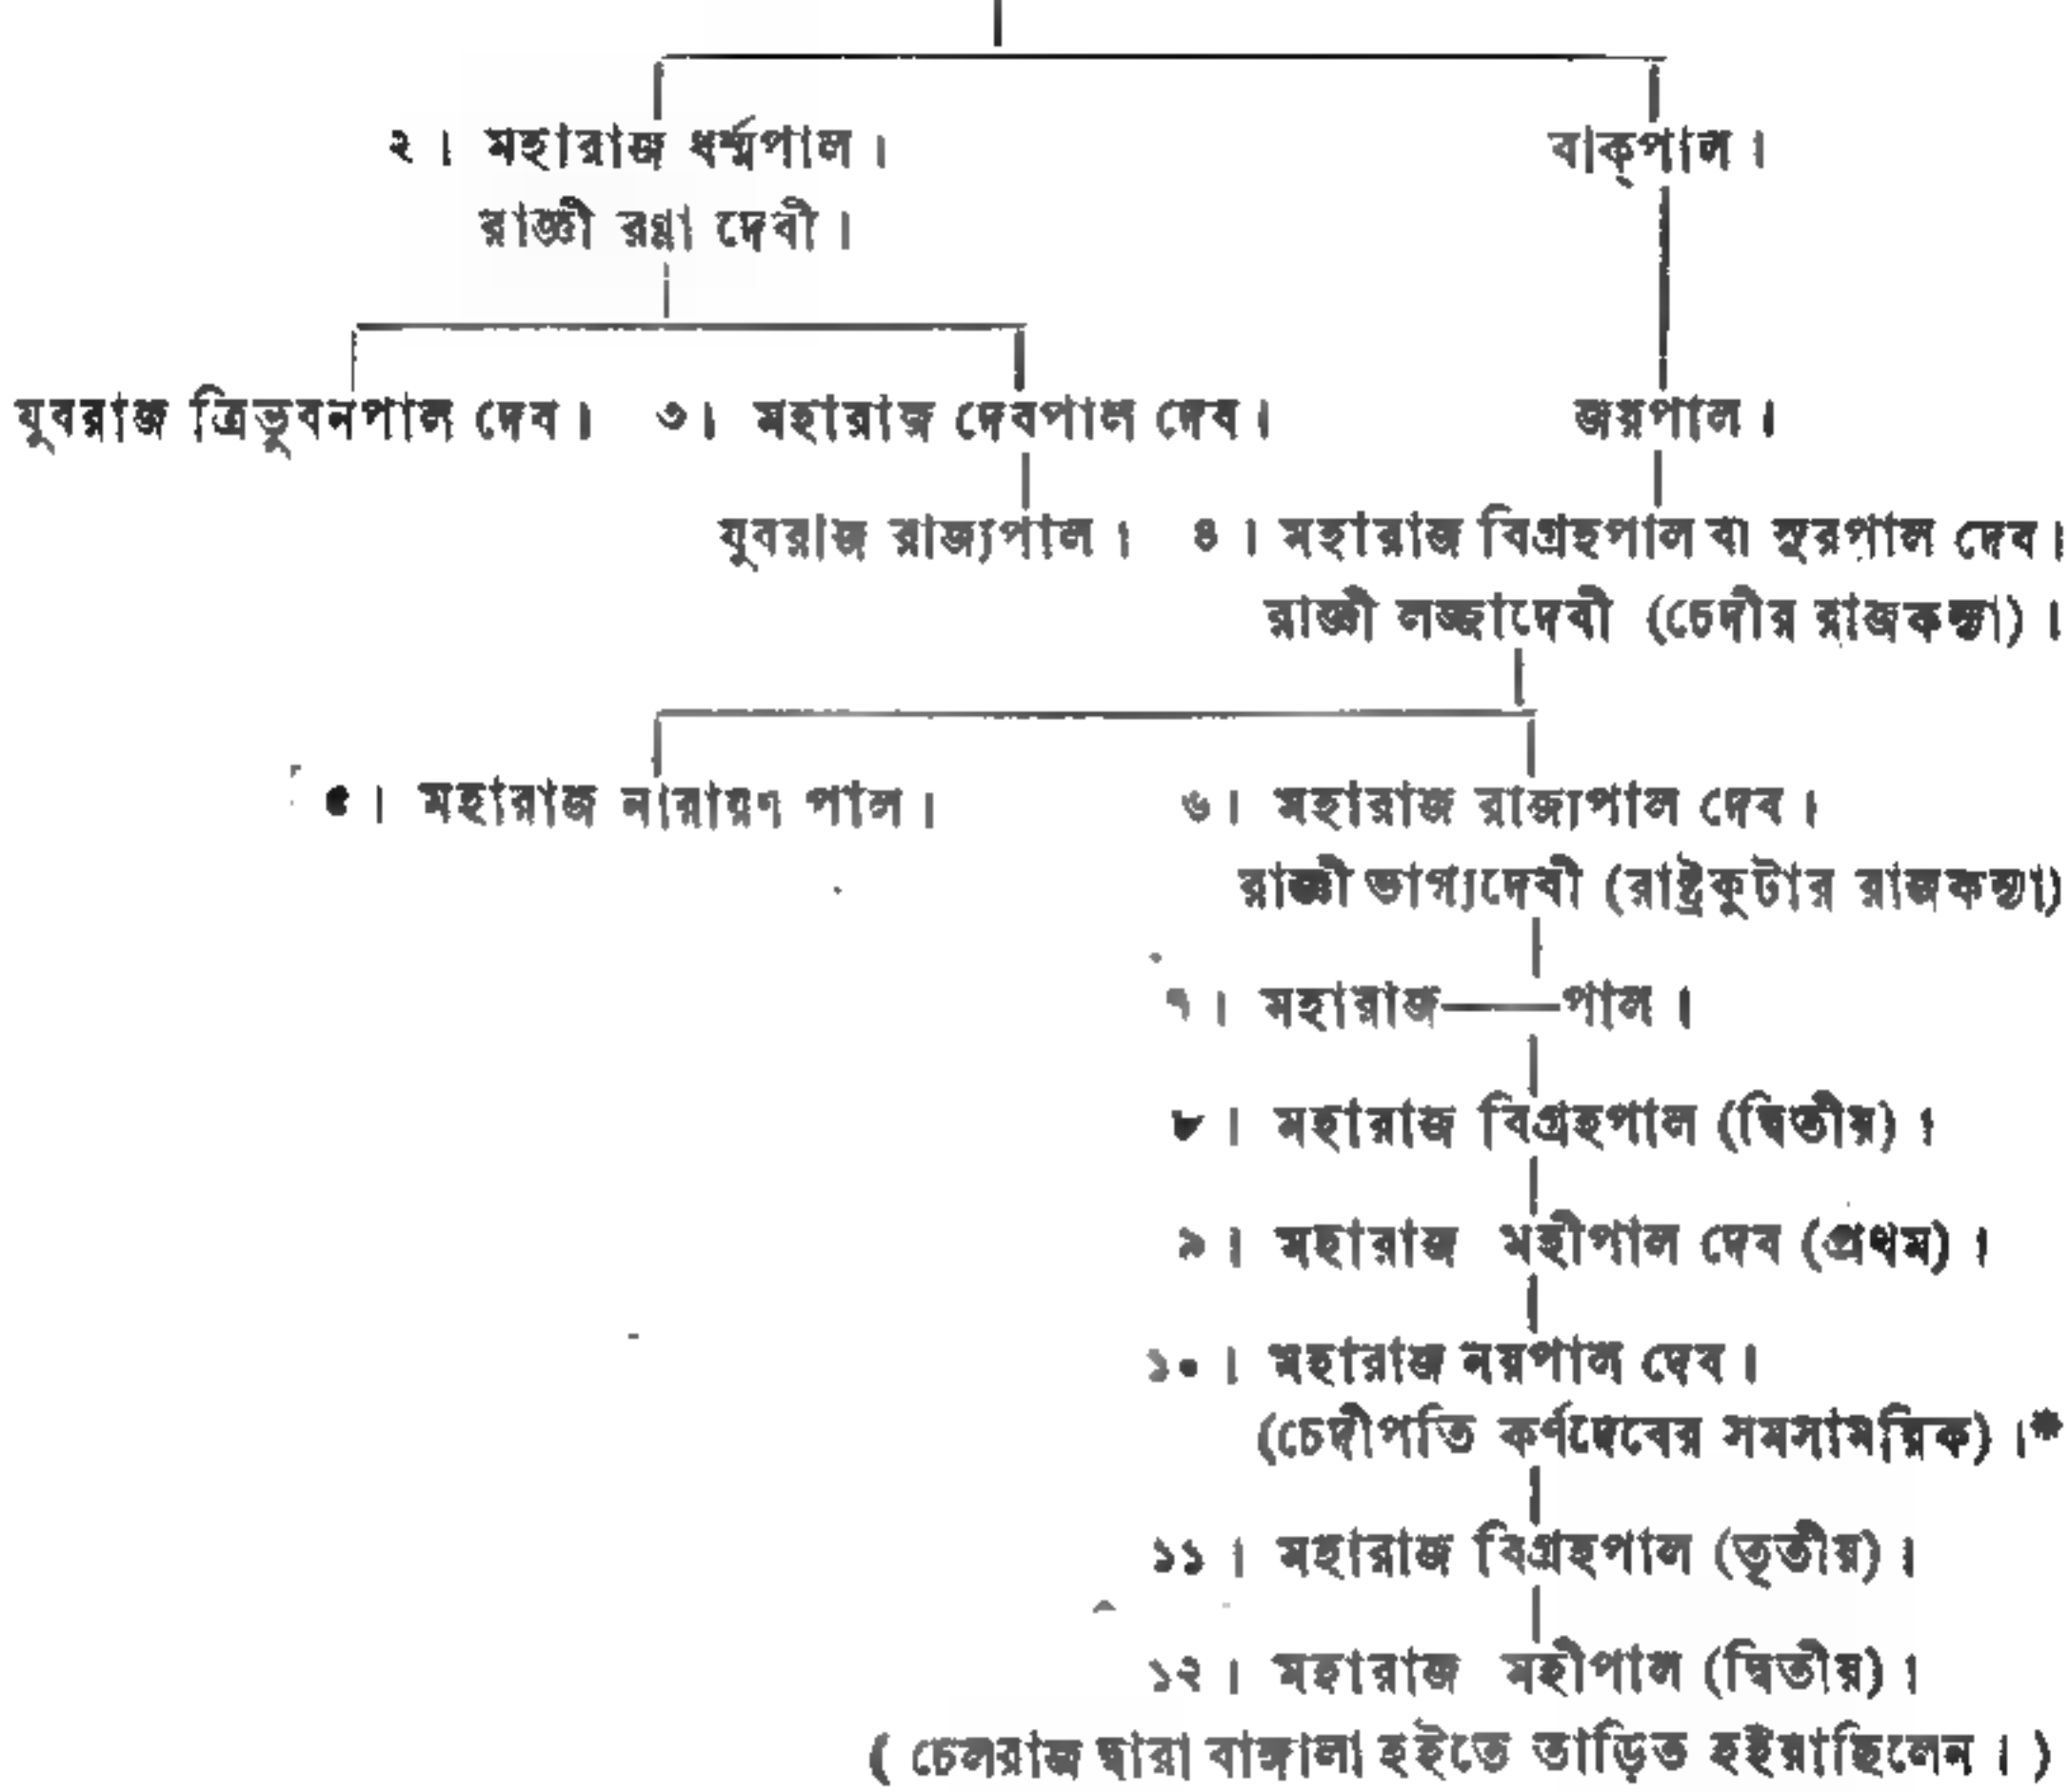 ২। মহারাজ ধর্ম্মপাল। বাক্‌পাল।
রাজ্ঞী রণ্ণা দেবী।
যুবরাজ ত্রিভুবনপাল দেব। ৩। মহারাজ দেবপাল দেব। জয়পাল।
যুবরাজ রাজ্যপাল। ৪। মহারাজ বিগ্রহপাল বা সুরপাল দেব।
রাজ্ঞী লজ্জাদেবী (চেদীর রাজকন্যা)।
৫। মহারাজ নারায়ণ পাল। ৬। মহারাজ রাজ্যপাল দেব।
রাজ্ঞী ভাগ্যদেবী (রাষ্ট্রকুটার রাজকন্যা)
৭। মহারাজ——পাল।
৮। মহারাজ বিগ্রহপাল (দ্বিতীয়)।
৯। মহারাজ মহীপাল দেব (প্রথম)।
১০। মহারাজ নয়পাল দেব।
(চেদীপতি কর্ণদেবের সমসাময়িক)।*
১১। মহারাজ বিগ্রহপাল (তৃতীয়)।
১২। মহারাজ মহীপাল (দ্বিতীয়)।
( চেলরাজ দ্বারা বাঙ্গালা হইতে তাড়িত হইয়াছিলেন। )